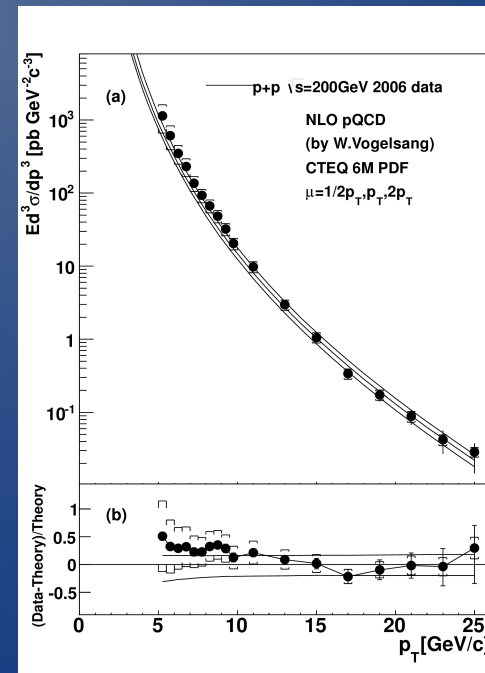 (a)
p+p √s=200GeV 2006 data
NLO pQCD
(by W.Vogelsang)
CTEQ 6M PDF
μ=1/2p_T,p_T,2p_T
Ed³σ/dp³ [pb GeV⁻²c⁻³]
10³
10²
10
1
10⁻¹
(b)
(Data-Theory)/Theory
1
0.5
0
-0.5
0 5 10 15 20 25
p_T[GeV/c]